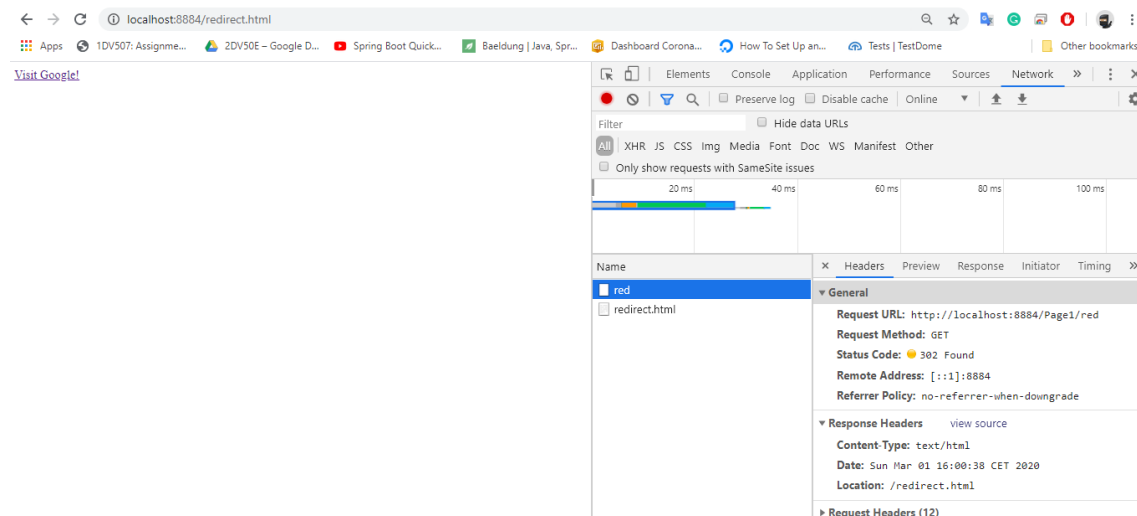 localhost:8884/redirect.html
Apps 1DV507: Assignme... 2DV50E – Google D... Spring Boot Quick... Baeldung | Java, Spr... Dashboard Corona... How To Set Up an... Tests | TestDome Other bookmarks
Visit Google!
Elements Console Application Performance Sources Network
Preserve log Disable cache Online
Filter Hide data URLs
All XHR JS CSS Img Media Font Doc WS Manifest Other
Only show requests with SameSite issues
20 ms 40 ms 60 ms 80 ms 100 ms
Name Headers Preview Response Initiator Timing
red
redirect.html
General
Request URL: http://localhost:8884/Page1/red
Request Method: GET
Status Code: 302 Found
Remote Address: [::1]:8884
Referrer Policy: no-referrer-when-downgrade
Response Headers view source
Content-Type: text/html
Date: Sun Mar 01 16:00:38 CET 2020
Location: /redirect.html
Request Headers (12)